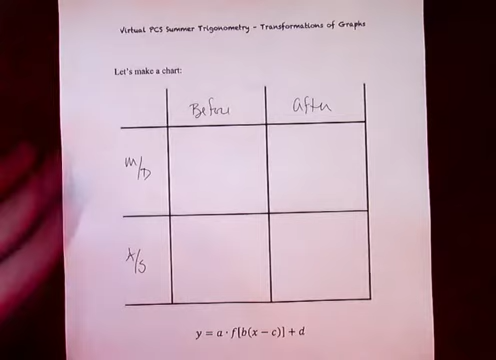 Virtual PCS Summer Trigonometry - Transformations of Graphs
Let's make a chart:
Before After
M/D
A/S
y = a · f[b(x − c)] + d